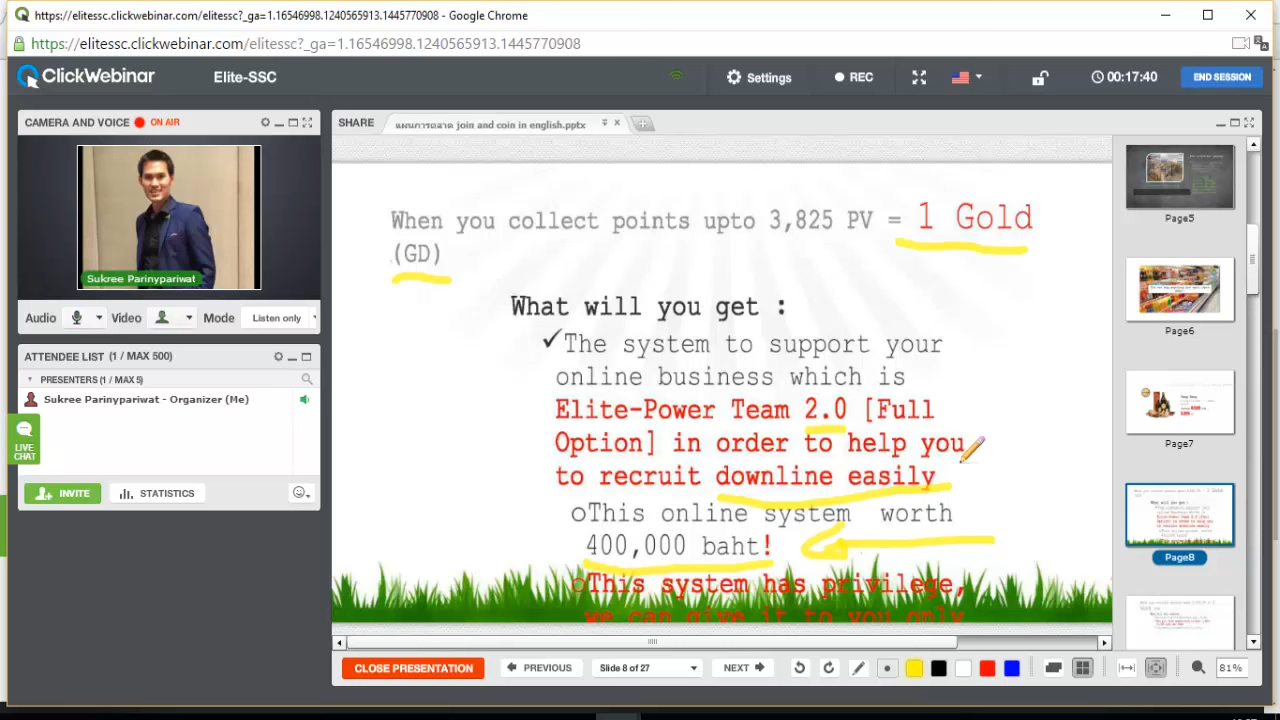 https://elitessc.clickwebinar.com/elitessc?_ga=1.16546998.1240565913.1445770908 - Google Chrome
https://elitessc.clickwebinar.com/elitessc?_ga=1.16546998.1240565913.1445770908
ClickWebinar
Elite-SSC
Settings
REC
00:17:40
END SESSION
CAMERA AND VOICE
ON AIR
Sukree Parinypariwat
Audio
Video
Mode
Listen only
ATTENDEE LIST (1 / MAX 500)
PRESENTERS (1 / MAX 5)
Sukree Parinypariwat - Organizer (Me)
LIVE
CHAT
INVITE
STATISTICS
SHARE
แผนการตลาด join and coin in english.pptx
When you collect points upto 3,825 PV = 1 Gold
(GD)
What will you get :
✓The system to support your
online business which is
Elite-Power Team 2.0 [Full
Option] in order to help you
to recruit downline easily
oThis online system worth
400,000 baht!
oThis system has privilege,
we can give it to you only
Page5
Page6
Page7
Page8
CLOSE PRESENTATION
PREVIOUS
Slide 8 of 27
NEXT
81%